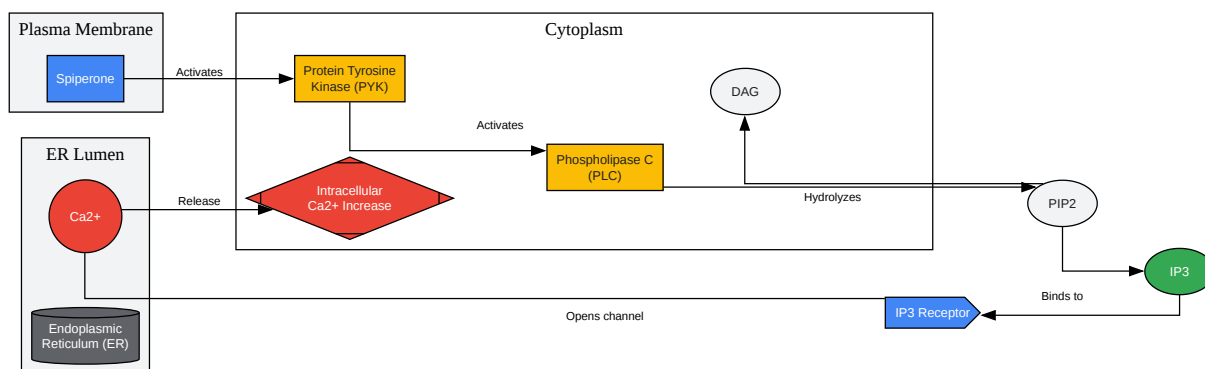 Plasma Membrane
Spiperone
Activates
Cytoplasm
Protein Tyrosine
Kinase (PYK)
Activates
DAG
Phospholipase C
(PLC)
Hydrolyzes
PIP2
ER Lumen
Ca2+
Release
Intracellular
Ca2+ Increase
IP3
Binds to
IP3 Receptor
Opens channel
Endoplasmic
Reticulum (ER)